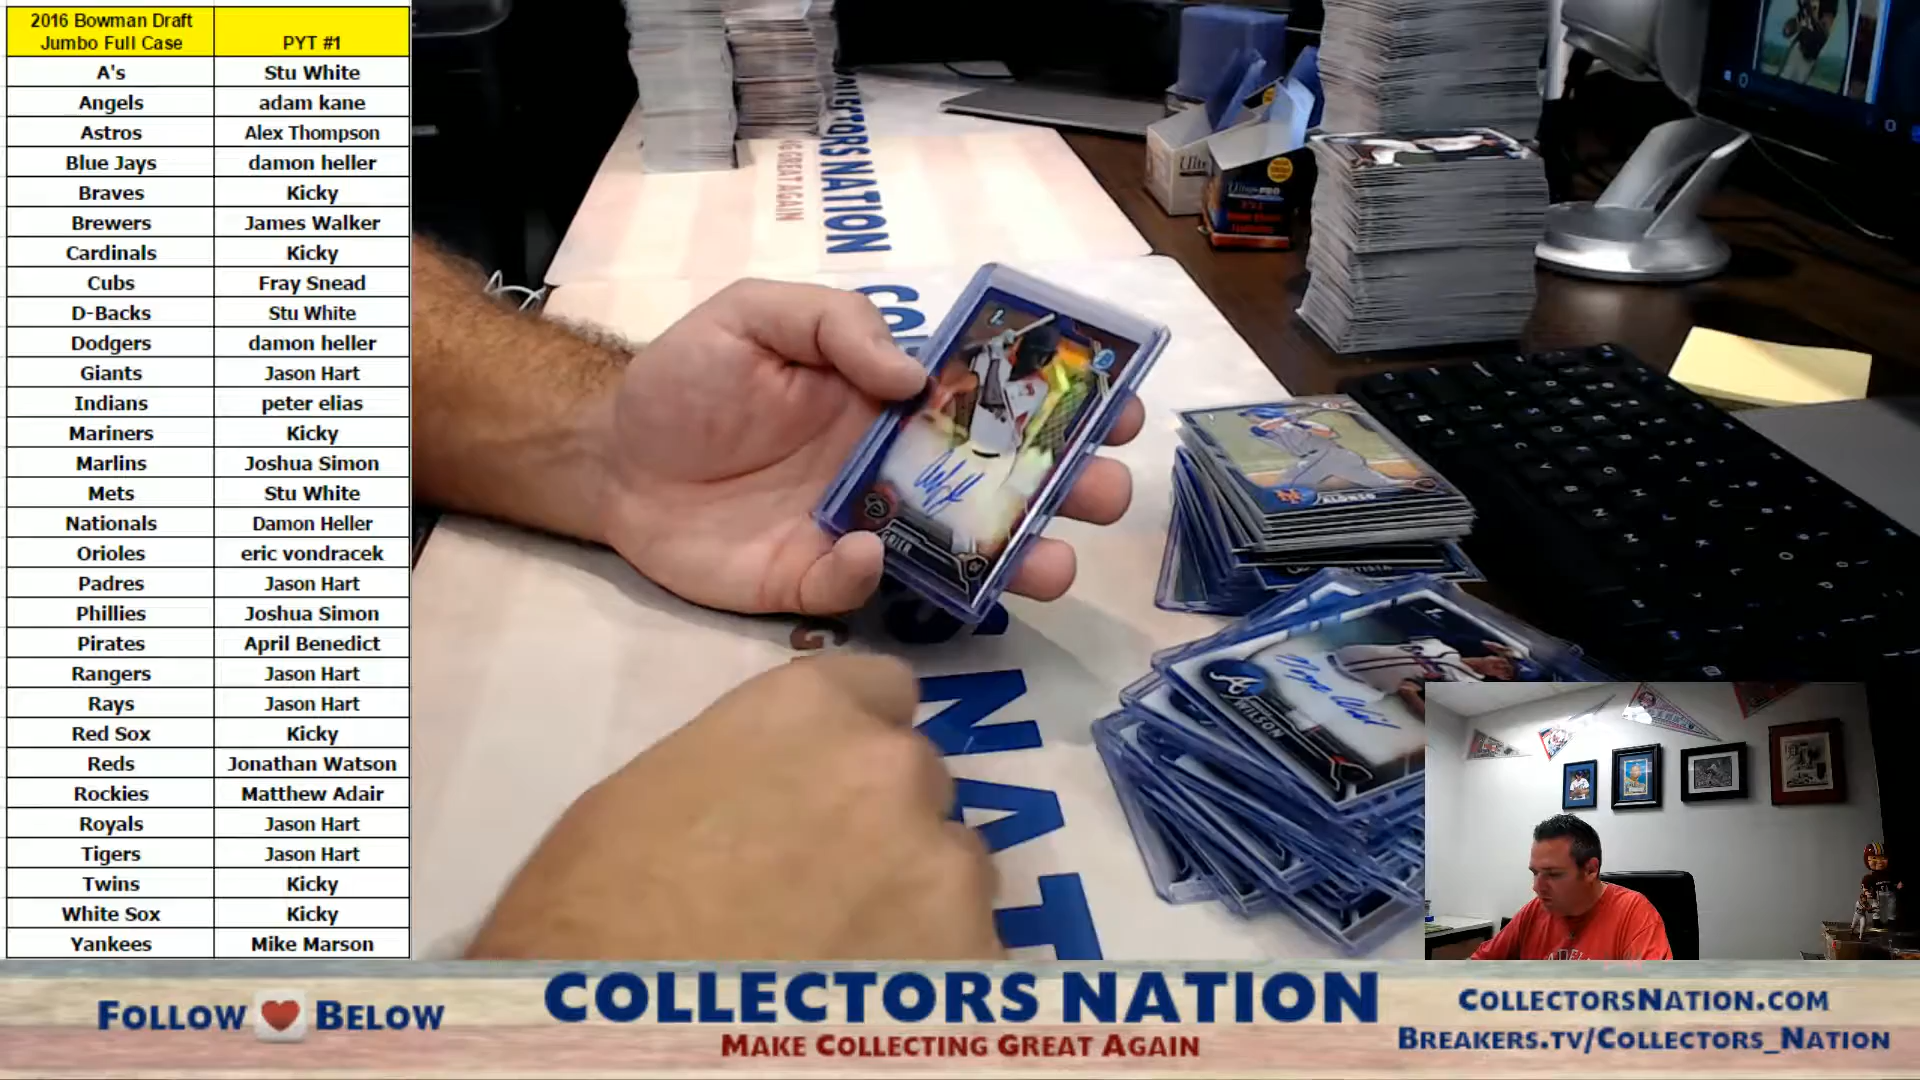 2016 Bowman Draft
Jumbo Full Case PYT #1
A's Stu White
Angels adam kane
Astros Alex Thompson
Blue Jays damon heller
Braves Kicky
Brewers James Walker
Cardinals Kicky
Cubs Fray Snead
D-Backs Stu White
Dodgers damon heller
Giants Jason Hart
Indians peter elias
Mariners Kicky
Marlins Joshua Simon
Mets Stu White
Nationals Damon Heller
Orioles eric vondracek
Padres Jason Hart
Phillies Joshua Simon
Pirates April Benedict
Rangers Jason Hart
Rays Jason Hart
Red Sox Kicky
Reds Jonathan Watson
Rockies Matthew Adair
Royals Jason Hart
Tigers Jason Hart
Twins Kicky
White Sox Kicky
Yankees Mike Marson
NATION
GREAT AGAIN
ALONSO
GRIER
WILSON
NAT
FOLLOW BELOW
COLLECTORS NATION
MAKE COLLECTING GREAT AGAIN
COLLECTORSNATION.COM
BREAKERS.TV/COLLECTORS_NATION